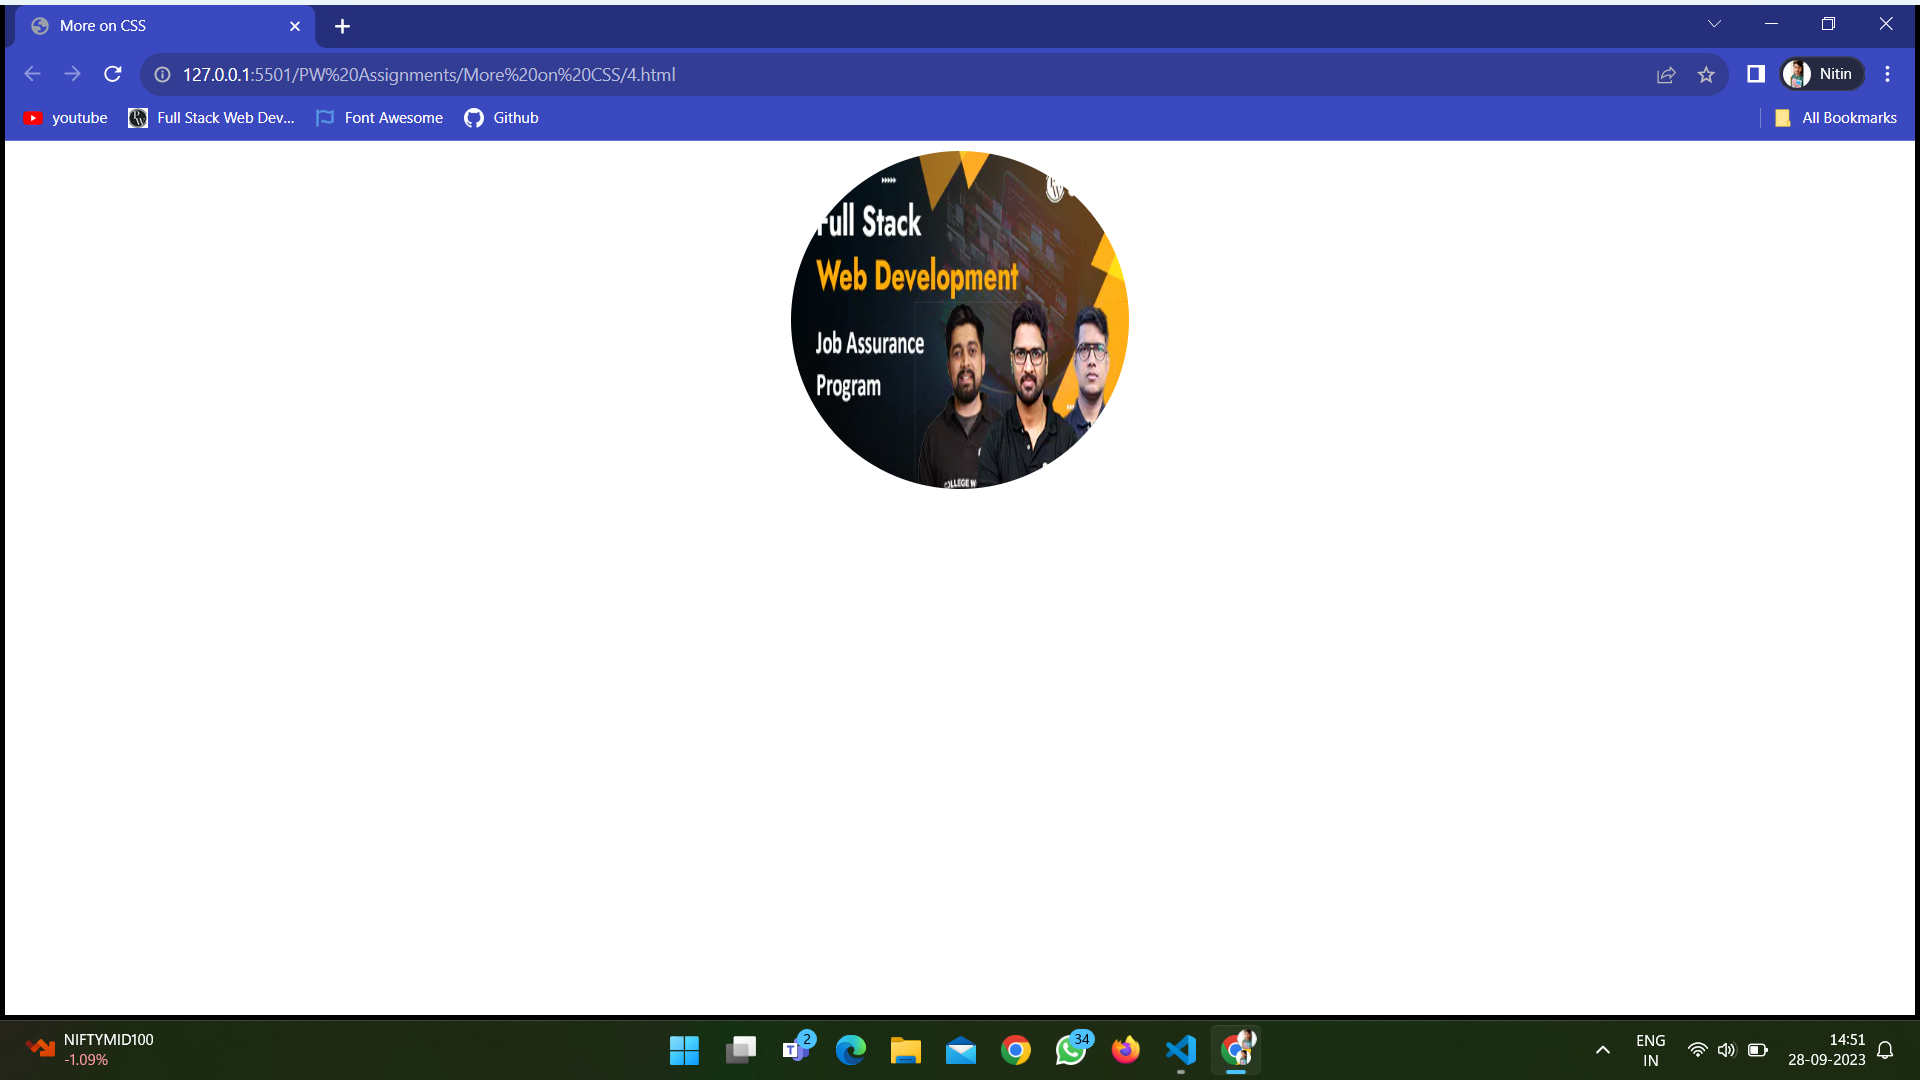 More on CSS
127.0.0.1:5501/PW%20Assignments/More%20on%20CSS/4.html
Nitin
youtube
Full Stack Web Dev...
Font Awesome
Github
All Bookmarks
Full Stack
Web Development
Job Assurance
Program
OLLEGE W
NIFTYMID100
-1.09%
2
34
ENG
IN
14:51
28-09-2023